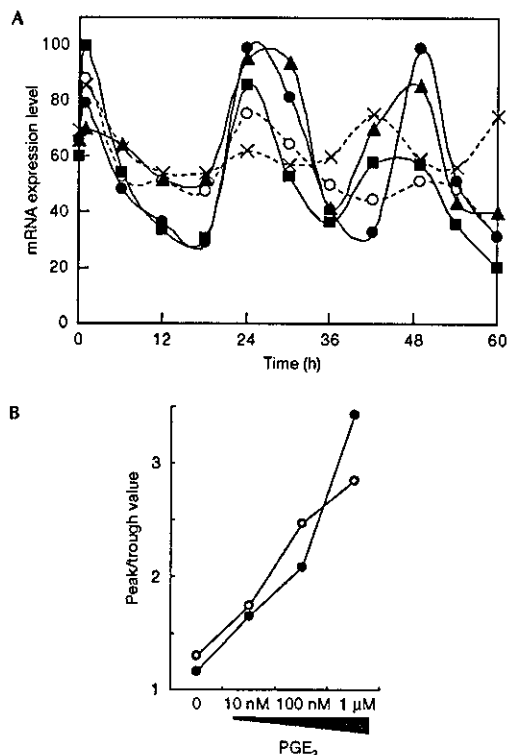 A
mRNA expression level
100
80
60
40
20
0
0 12 24 36 48 60
Time (h)
B
Peak/trough value
3
2
1
0 10 nM 100 nM 1 μM
PGE₂